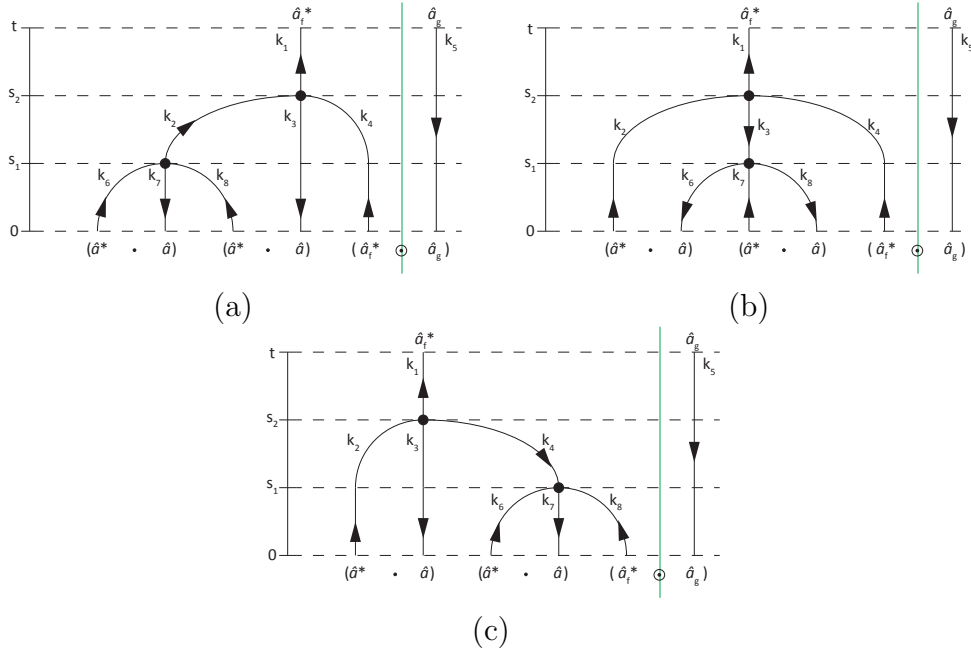 â_f* â_g
t k₁ k₅
s₂
k₂ k₃ k₄
s₁
k₆ k₇ k₈
0
(â* · â) (â* · â) (â_f* ⊙ â_g)
(a)
â_f* â_g
t k₁ k₅
s₂
k₂ k₃ k₄
s₁
k₆ k₇ k₈
0
(â* · â) (â* · â) (â_f* ⊙ â_g)
(b)
â_f* â_g
t k₁ k₅
s₂
k₂ k₃ k₄
s₁
k₆ k₇ k₈
0
(â* · â) (â* · â) (â_f* ⊙ â_g)
(c)